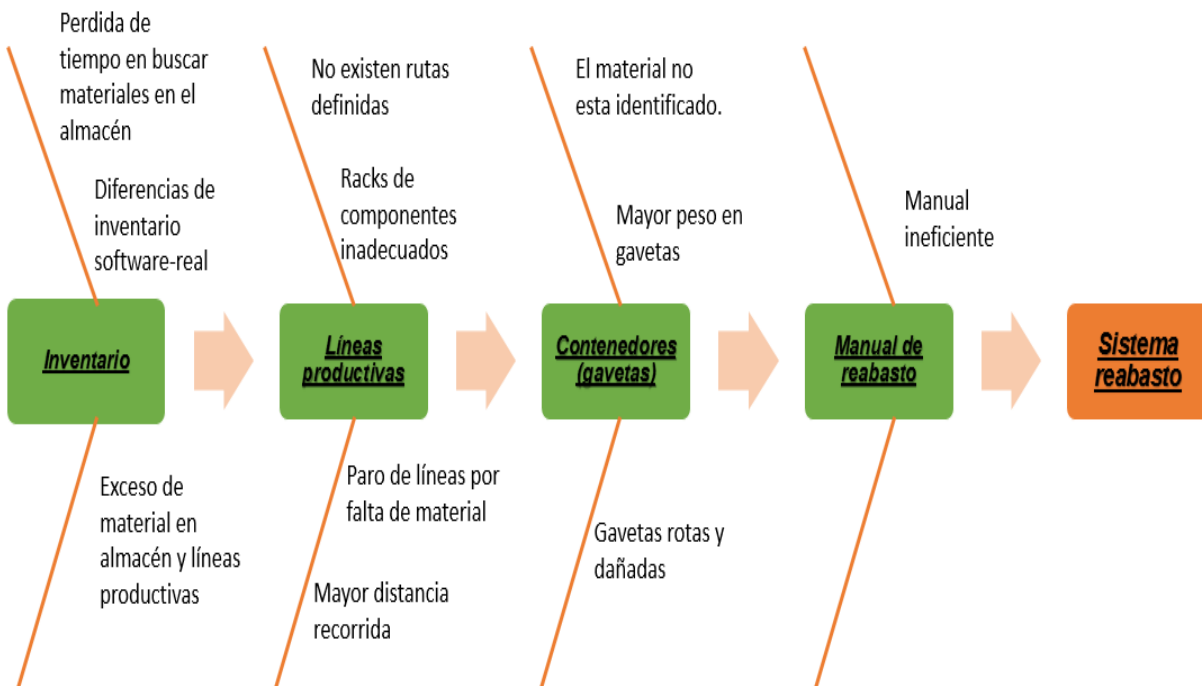 Perdida de
tiempo en buscar
materiales en el
almacén
Diferencias de
inventario
software-real
No existen rutas
definidas
Racks de
componentes
inadecuados
El material no
esta identificado.
Mayor peso en
gavetas
Manual
ineficiente
Inventario
Líneas
productivas
Contenedores
(gavetas)
Manual de
reabasto
Sistema
reabasto
Exceso de
material en
almacén y líneas
productivas
Paro de líneas por
falta de material
Mayor distancia
recorrida
Gavetas rotas y
dañadas